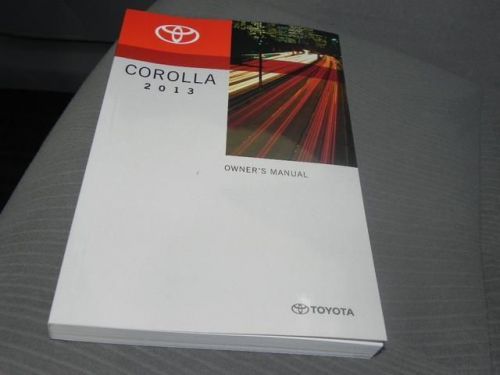 COROLLA
2013
OWNER'S MANUAL
TOYOTA